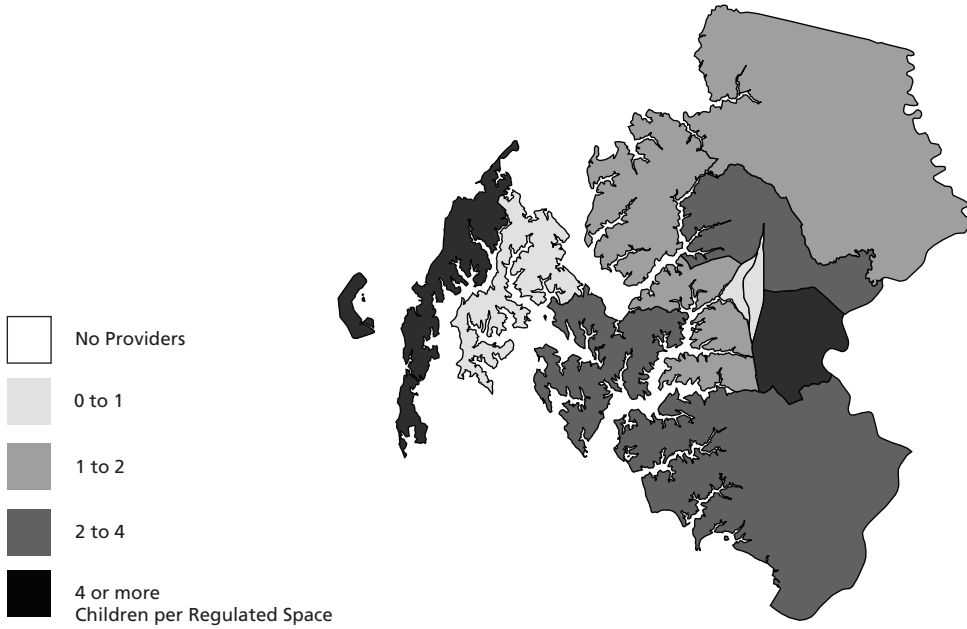 No Providers
0 to 1
1 to 2
2 to 4
4 or more
Children per Regulated Space